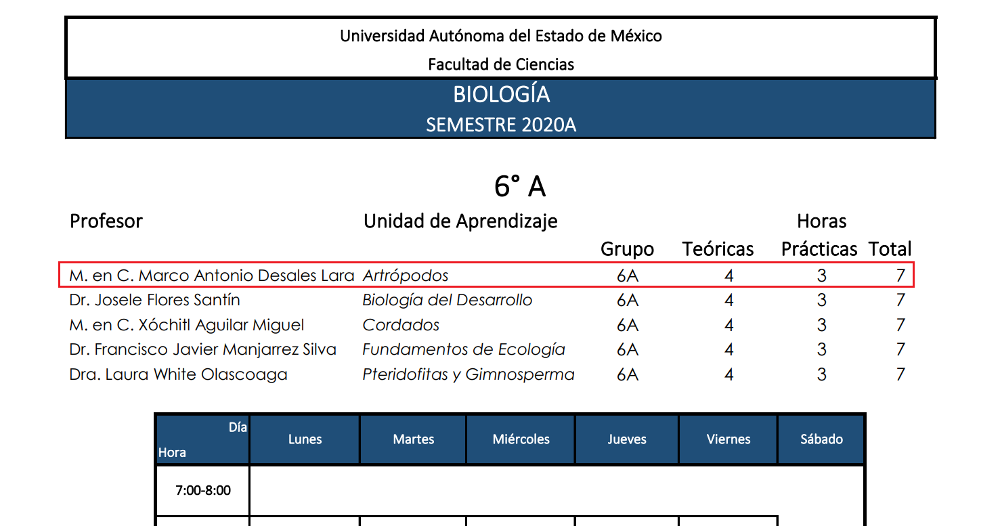 Universidad Autónoma del Estado de México
Facultad de Ciencias
BIOLOGÍA
SEMESTRE 2020A
6° A
Profesor Unidad de Aprendizaje Horas
Grupo Teóricas Prácticas Total
M. en C. Marco Antonio Desales Lara Artrópodos 6A 4 3 7
Dr. Josele Flores Santín Biología del Desarrollo 6A 4 3 7
M. en C. Xóchitl Aguilar Miguel Cordados 6A 4 3 7
Dr. Francisco Javier Manjarrez Silva Fundamentos de Ecología 6A 4 3 7
Dra. Laura White Olascoaga Pteridofitas y Gimnosperma 6A 4 3 7
Día
Hora Lunes Martes Miércoles Jueves Viernes Sábado
7:00-8:00